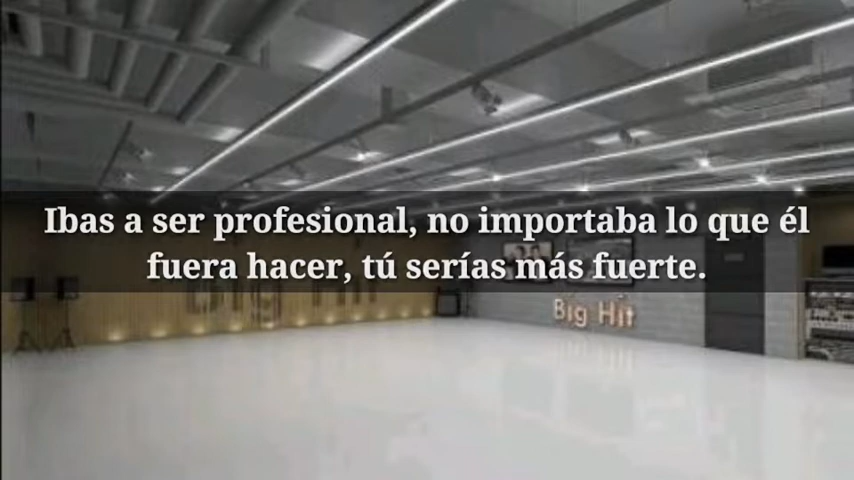 Ibas a ser profesional, no importaba lo que él
fuera hacer, tú serías más fuerte.
Big Hit